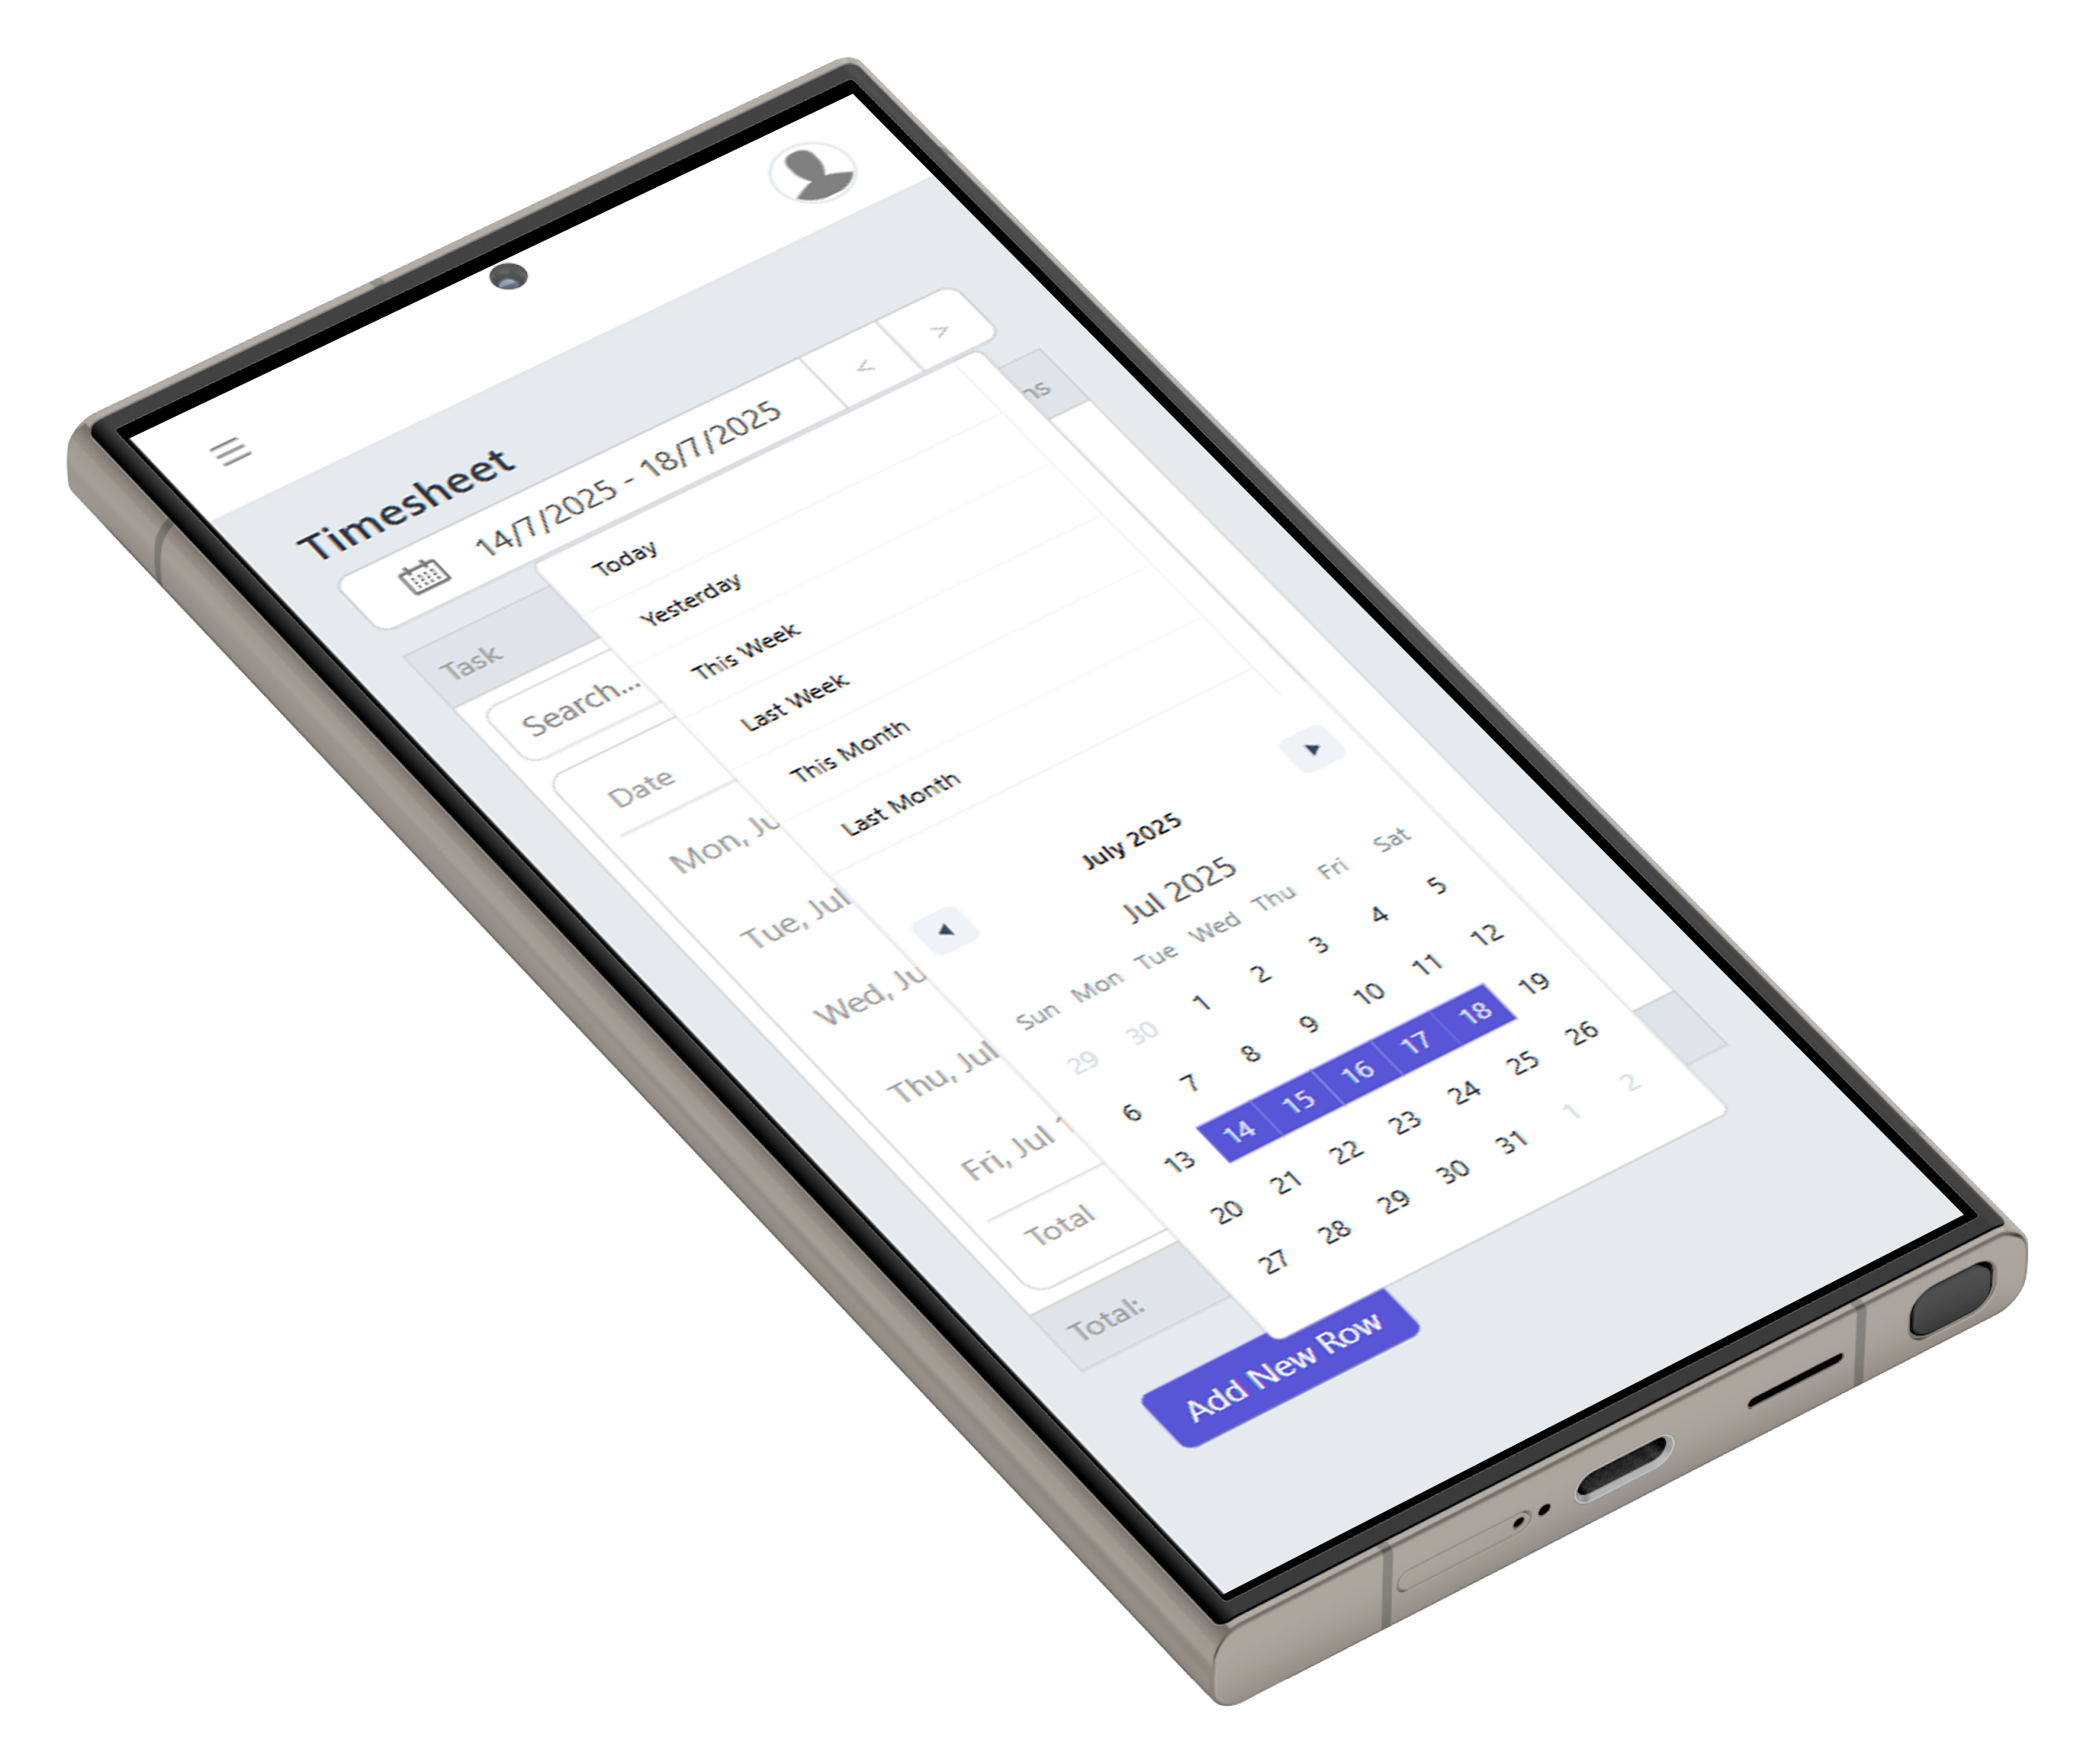 Timesheet
14/7/2025 - 18/7/2025
<
>
Task
Search...
Date
Mon,
Tue, Jul
Wed,
Thu, Jul
Fri, Jul
Total
Total:
Today
Yesterday
This Week
Last Week
This Month
Last Month
July 2025
Jul 2025
Sun Mon Tue Wed Thu Fri Sat
29 30 1 2 3 4 5
6 7 8 9 10 11 12
13 14 15 16 17 18 19
20 21 22 23 24 25 26
27 28 29 30 31 1 2
Add New Row